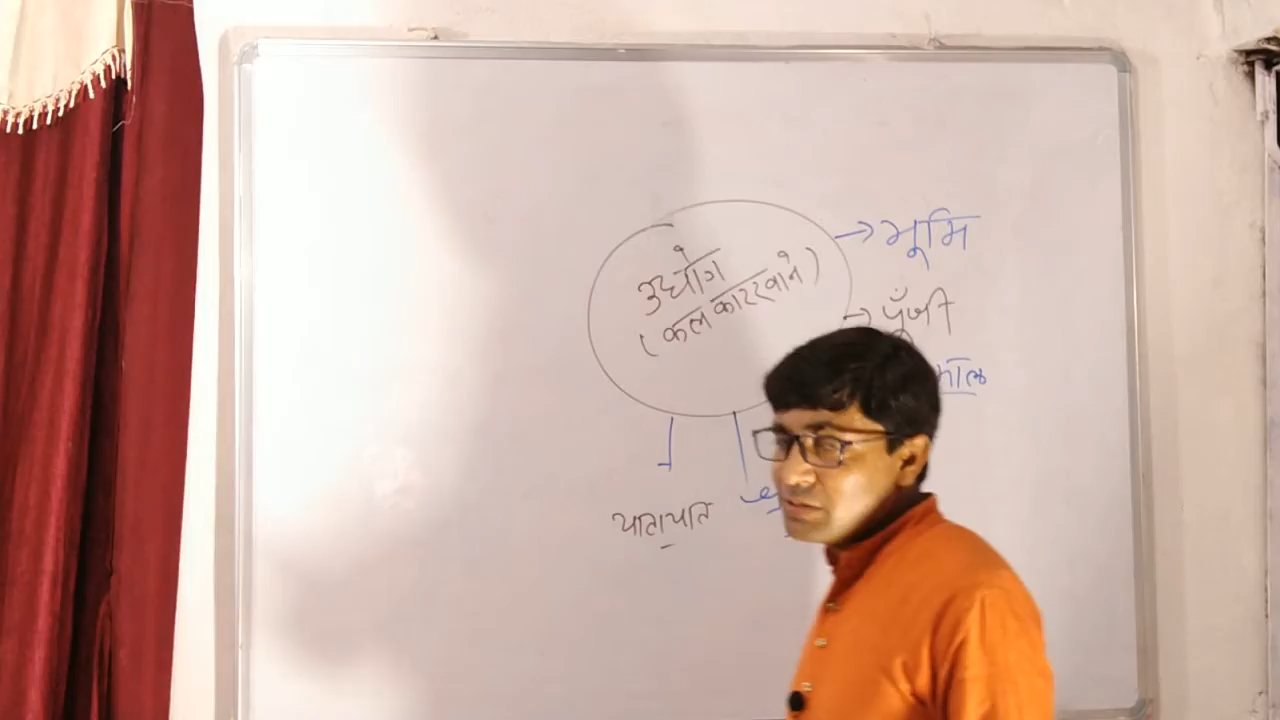 उद्योग
(कल कारखाने)
→ भूमि
→ पूँजी
माल
यातायात